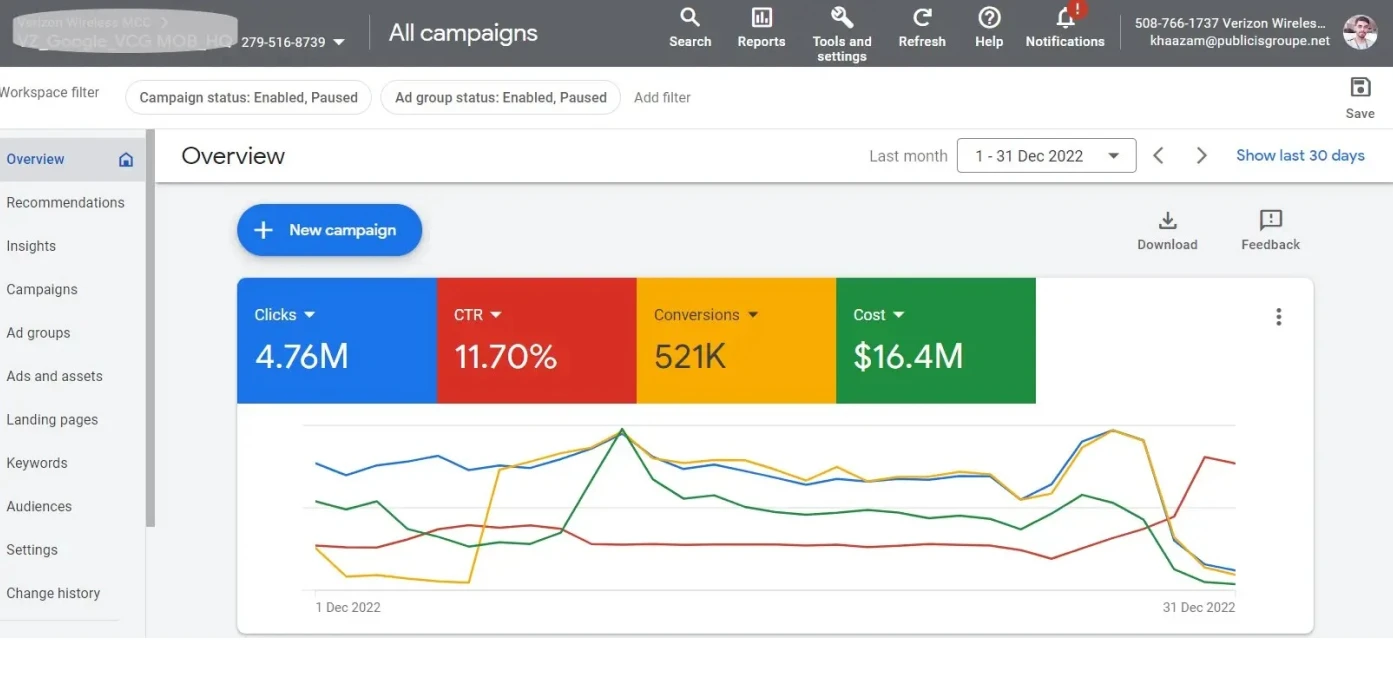 Verizon Wireless MCC
VZ_Google_VCG MOB_HQ 279-516-8739
All campaigns
Search
Reports
Tools and
settings
Refresh
Help
!
Notifications
508-766-1737 Verizon Wireles...
khaazam@publicisgroupe.net
Workspace filter
Campaign status: Enabled, Paused
Ad group status: Enabled, Paused
Add filter
Save
Overview
Recommendations
Insights
Campaigns
Ad groups
Ads and assets
Landing pages
Keywords
Audiences
Settings
Change history
Overview
Last month 1 - 31 Dec 2022 Show last 30 days
+ New campaign
Download
Feedback
Clicks
4.76M
CTR
11.70%
Conversions
521K
Cost
$16.4M
1 Dec 2022
31 Dec 2022